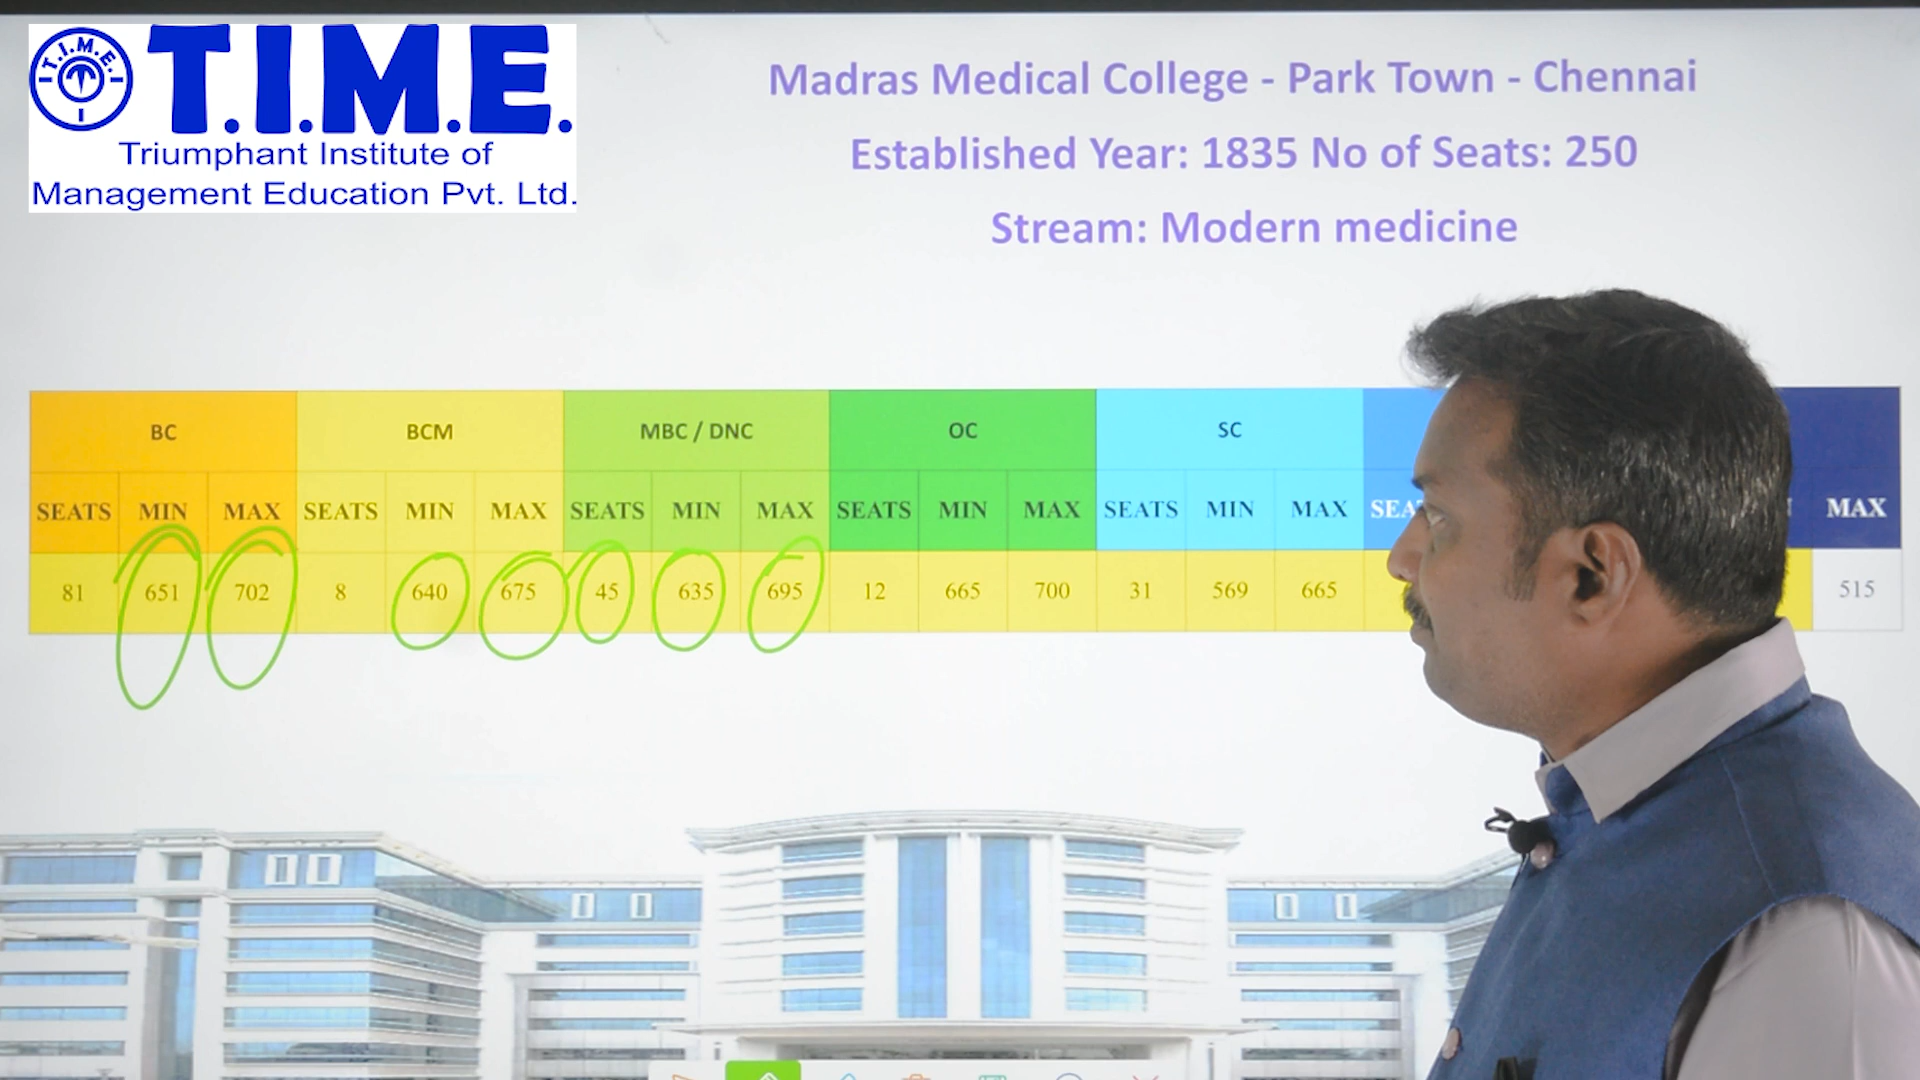 T.I.M.E.
T.I.M.E.
Triumphant Institute of
Management Education Pvt. Ltd.
Madras Medical College - Park Town - Chennai
Established Year: 1835 No of Seats: 250
Stream: Modern medicine
BC BCM MBC / DNC OC SC
SEATS MIN MAX SEATS MIN MAX SEATS MIN MAX SEATS MIN MAX SEATS MIN MAX MAX
81 651 702 8 640 675 45 635 695 12 665 700 31 569 665 515